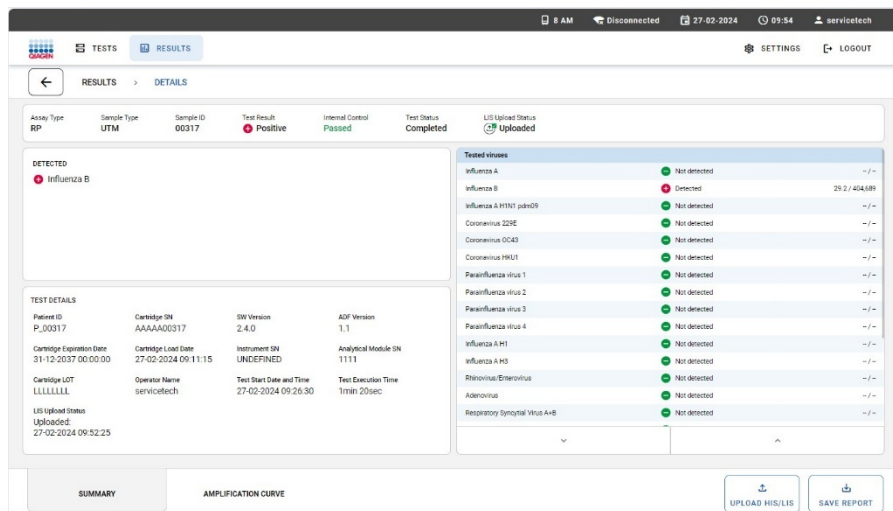 8 AM Disconnected 27-02-2024 09:54 servicetech
QIAGEN TESTS RESULTS SETTINGS LOGOUT
RESULTS > DETAILS
Assay Type Sample Type Sample ID Test Result Internal Control Test Status LIS Upload Status
RP UTM 00317 Positive Passed Completed Uploaded
DETECTED
Influenza B
TEST DETAILS
Patient ID Cartridge SN SW Version ADF Version
P_00317 AAAAA00317 2.4.0 1.1
Cartridge Expiration Date Cartridge Load Date Instrument SN Analytical Module SN
31-12-2037 00:00:00 27-02-2024 09:11:15 UNDEFINED 1111
Cartridge LOT Operator Name Test Start Date and Time Test Execution Time
LLLLLLLL servicetech 27-02-2024 09:26:30 1min 20sec
LIS Upload Status
Uploaded:
27-02-2024 09:52:25
Tested viruses
Influenza A Not detected --/--
Influenza B Detected 29.2 / 404,689
Influenza A H1N1 pdm09 Not detected --/--
Coronavirus 229E Not detected --/--
Coronavirus OC43 Not detected --/--
Coronavirus HKU1 Not detected --/--
Parainfluenza virus 1 Not detected --/--
Parainfluenza virus 2 Not detected --/--
Parainfluenza virus 3 Not detected --/--
Parainfluenza virus 4 Not detected --/--
Influenza A H1 Not detected --/--
Influenza A H3 Not detected --/--
Rhinovirus/Enterovirus Not detected --/--
Adenovirus Not detected --/--
Respiratory Syncytial Virus A+B Not detected --/--
SUMMARY AMPLIFICATION CURVE UPLOAD HIS/LIS SAVE REPORT